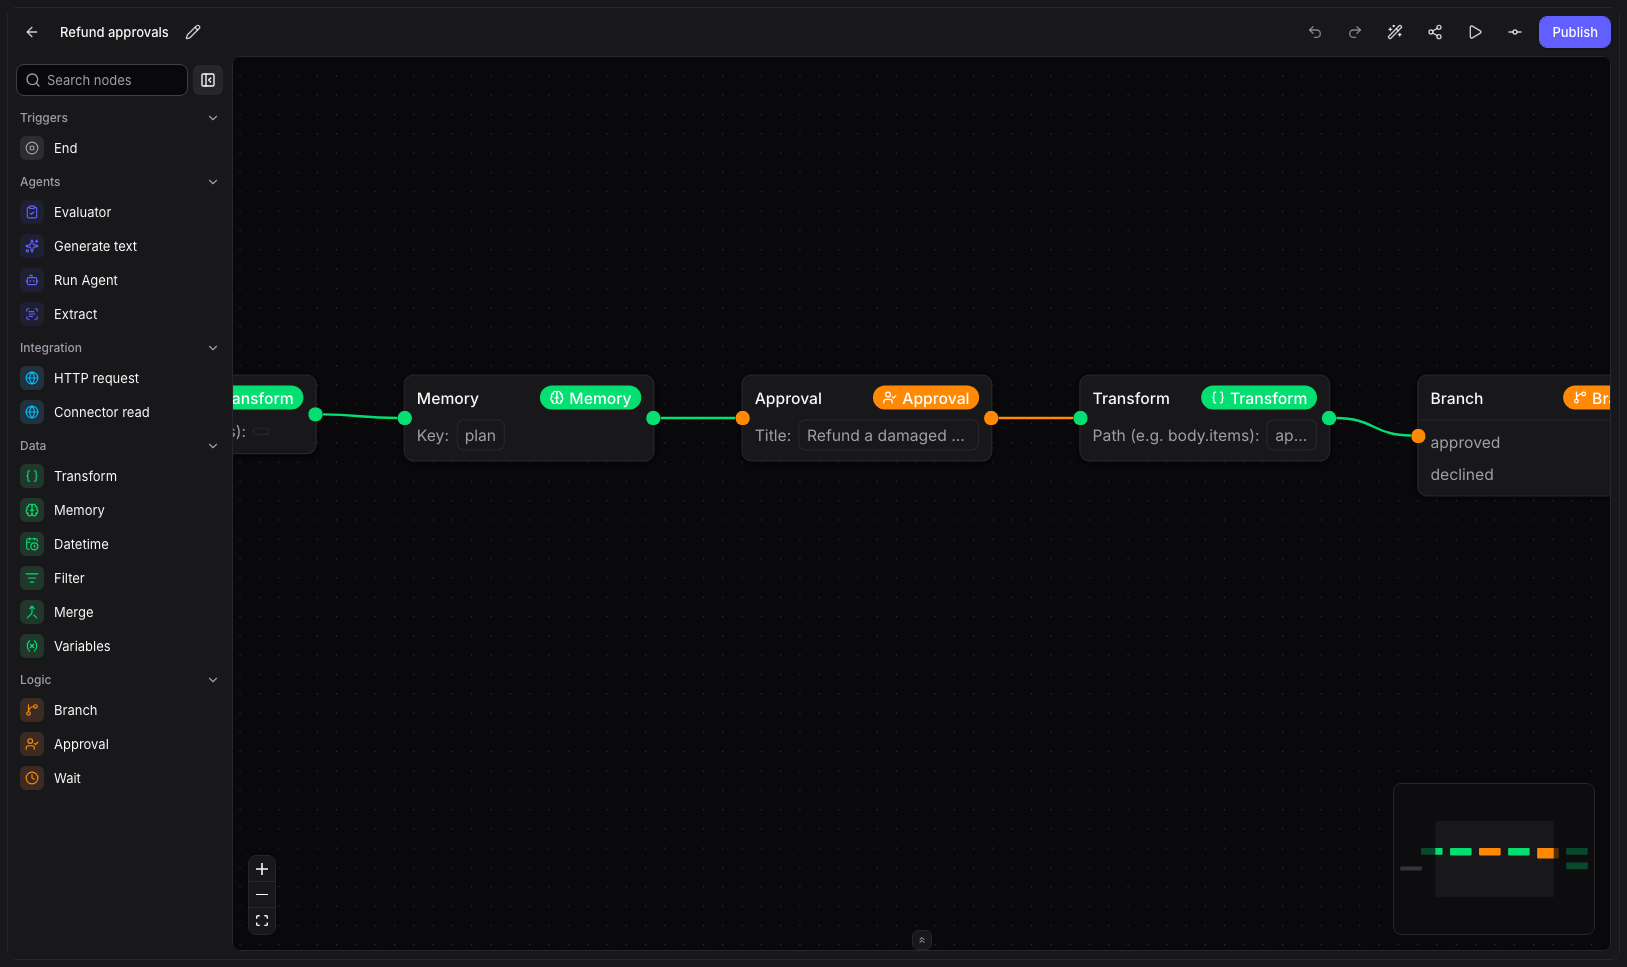 Refund approvals
Publish
Search nodes
Triggers
End
Agents
Evaluator
Generate text
Run Agent
Extract
Integration
HTTP request
Connector read
Data
Transform
Memory
Datetime
Filter
Merge
Variables
Logic
Branch
Approval
Wait
ansform
s):
Memory Memory
Key: plan
Approval Approval
Title: Refund a damaged ...
Transform Transform
Path (e.g. body.items): ap...
Branch Br
approved
declined